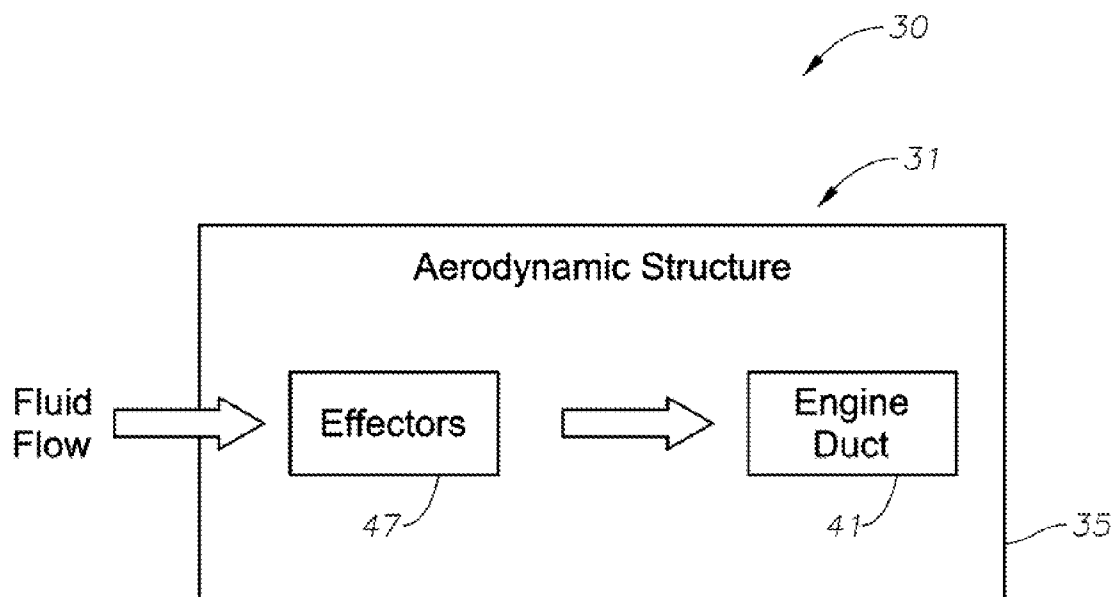 30
31
Aerodynamic Structure
Fluid
Flow
Effectors
Engine
Duct
47
41
35